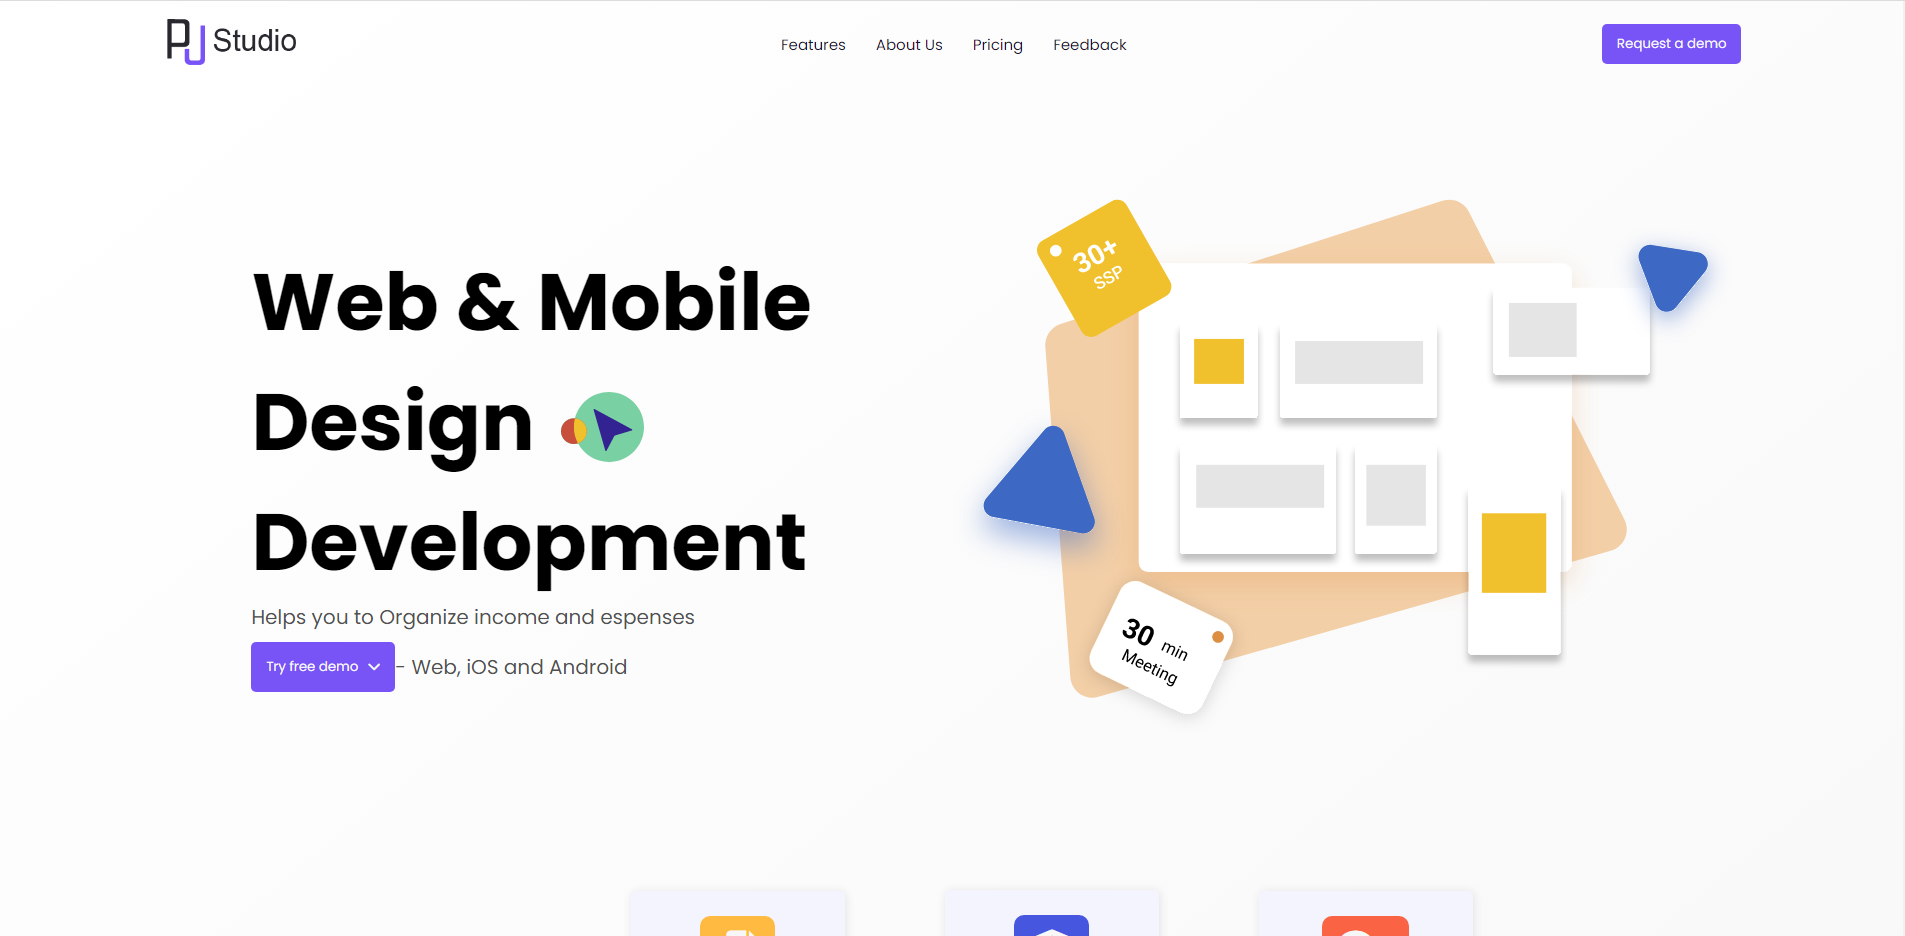 PJ Studio
Features About Us Pricing Feedback
Request a demo
Web & Mobile
Design
Development
Helps you to Organize income and espenses
Try free demo - Web, iOS and Android
30+
SSP
30 min
Meeting